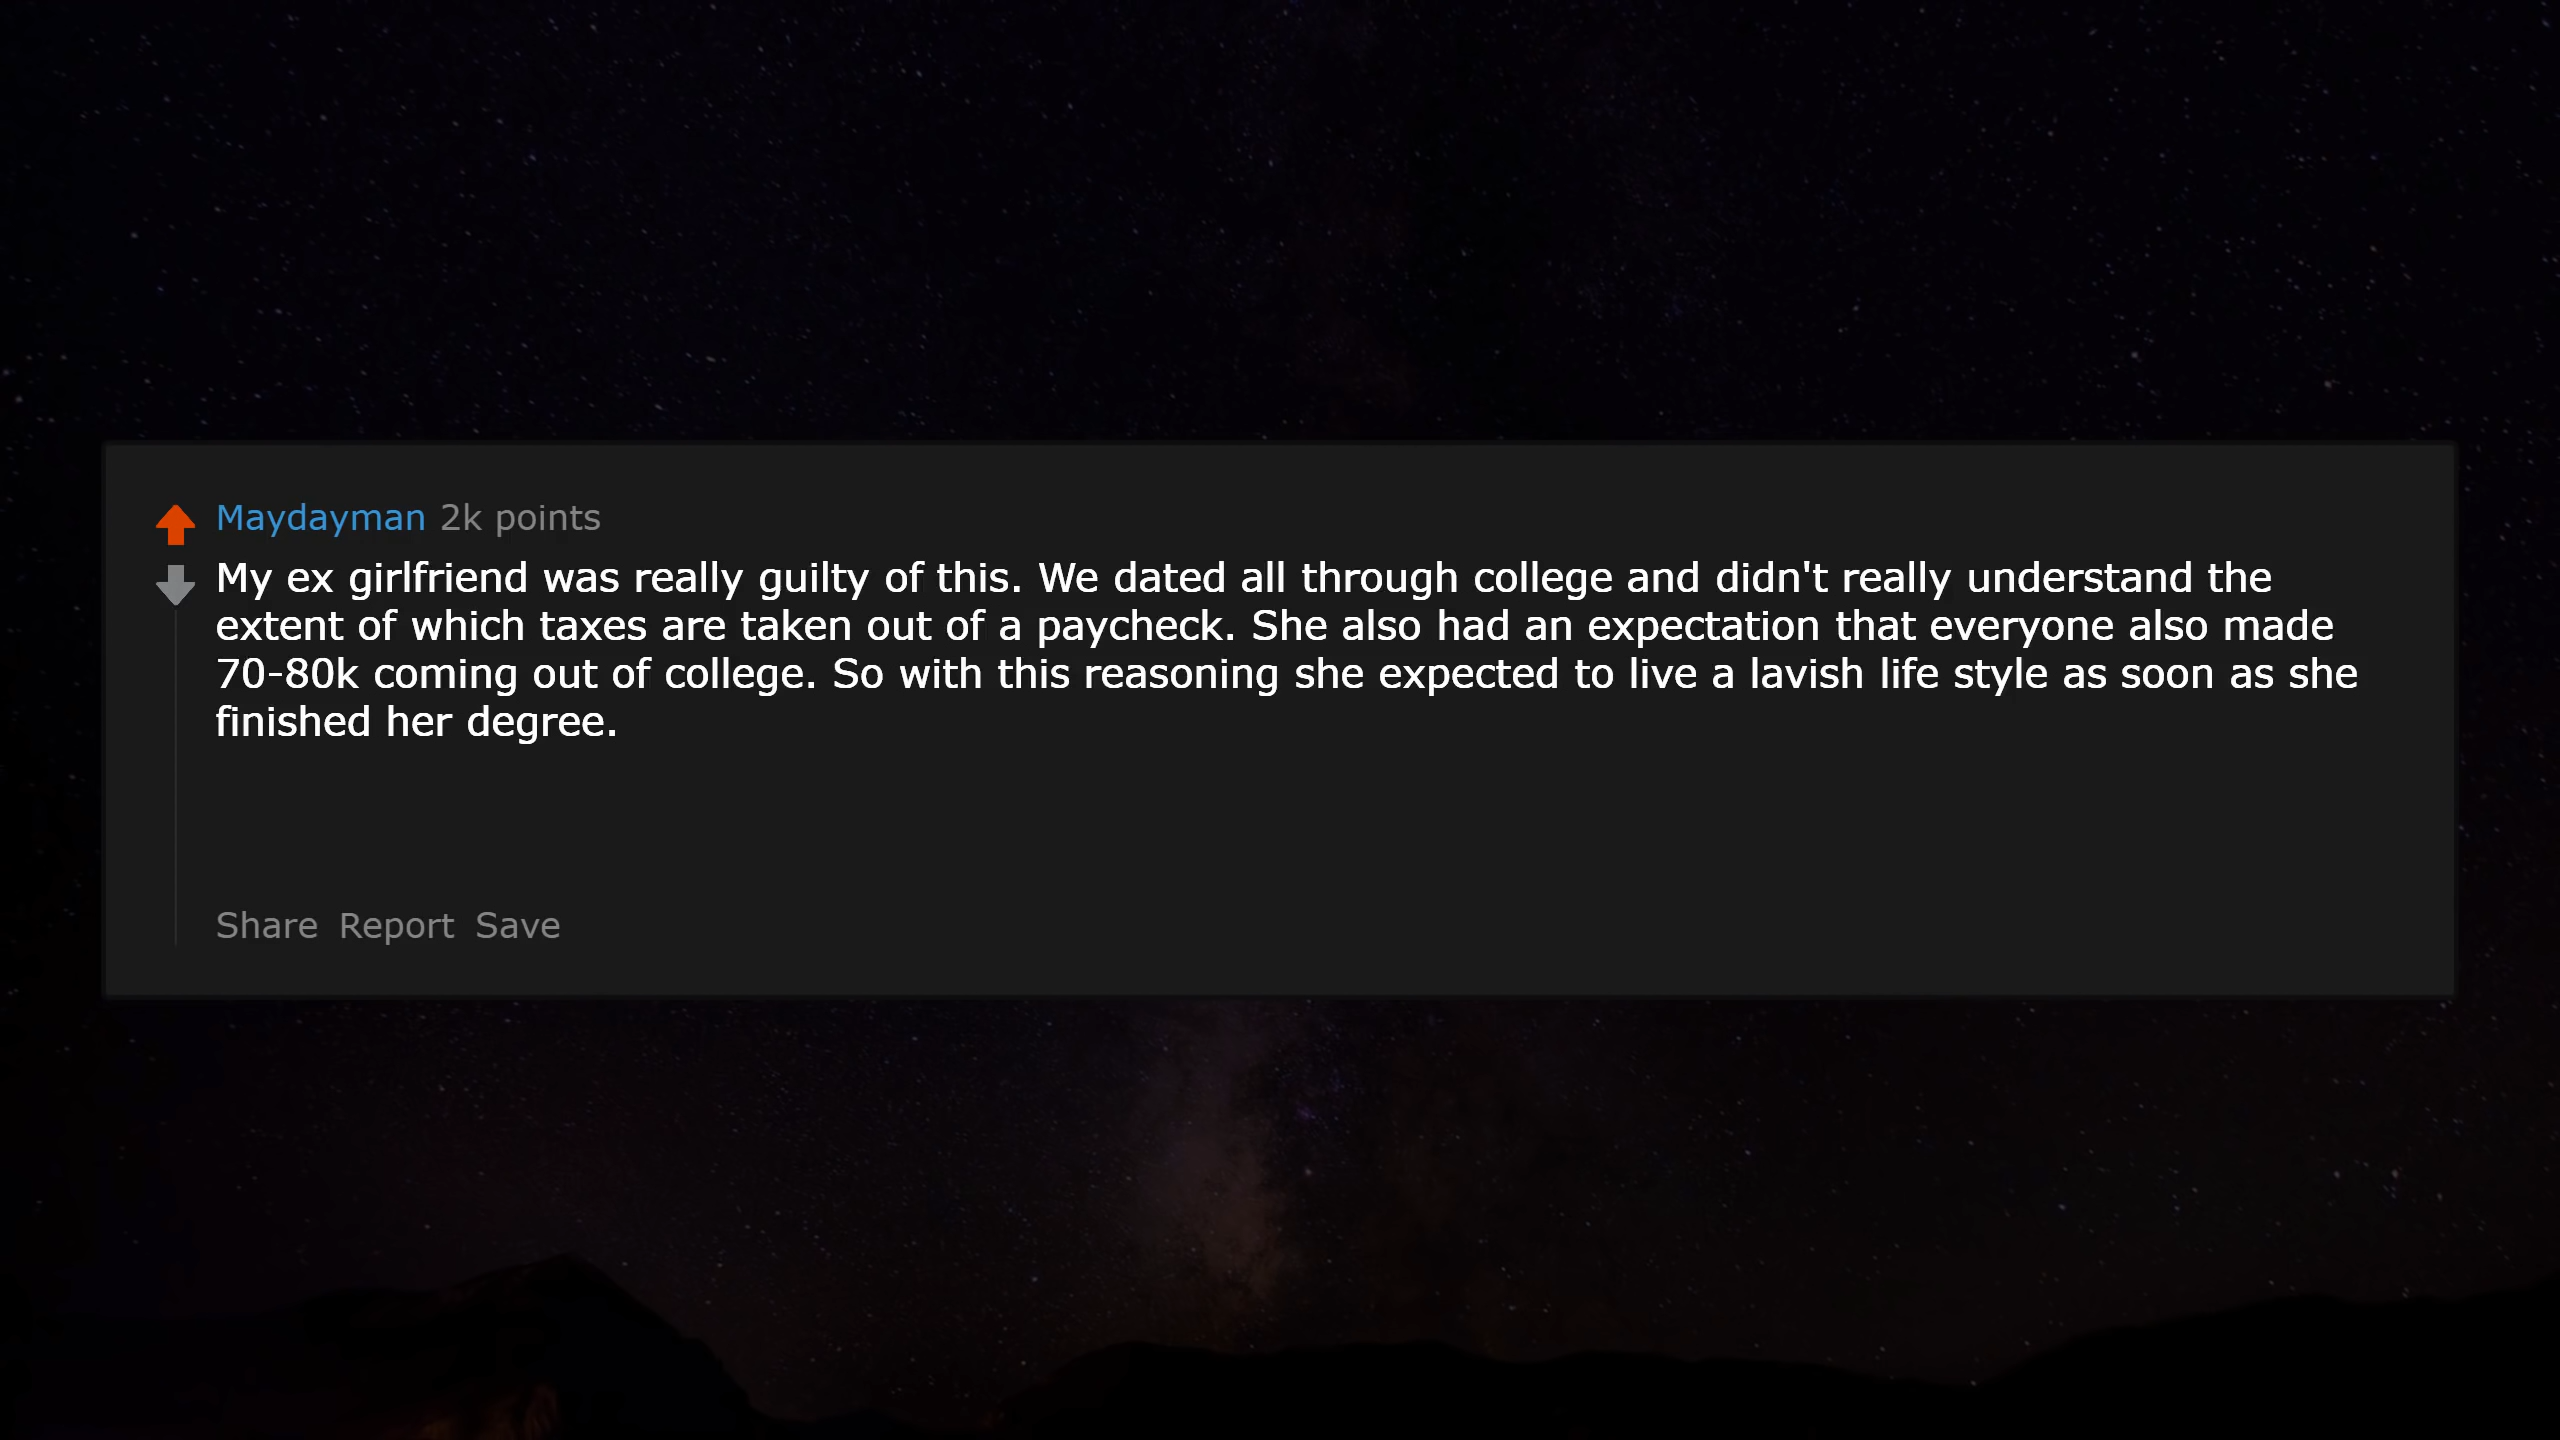 Maydayman 2k points
My ex girlfriend was really guilty of this. We dated all through college and didn't really understand the
extent of which taxes are taken out of a paycheck. She also had an expectation that everyone also made
70-80k coming out of college. So with this reasoning she expected to live a lavish life style as soon as she
finished her degree.
Share Report Save